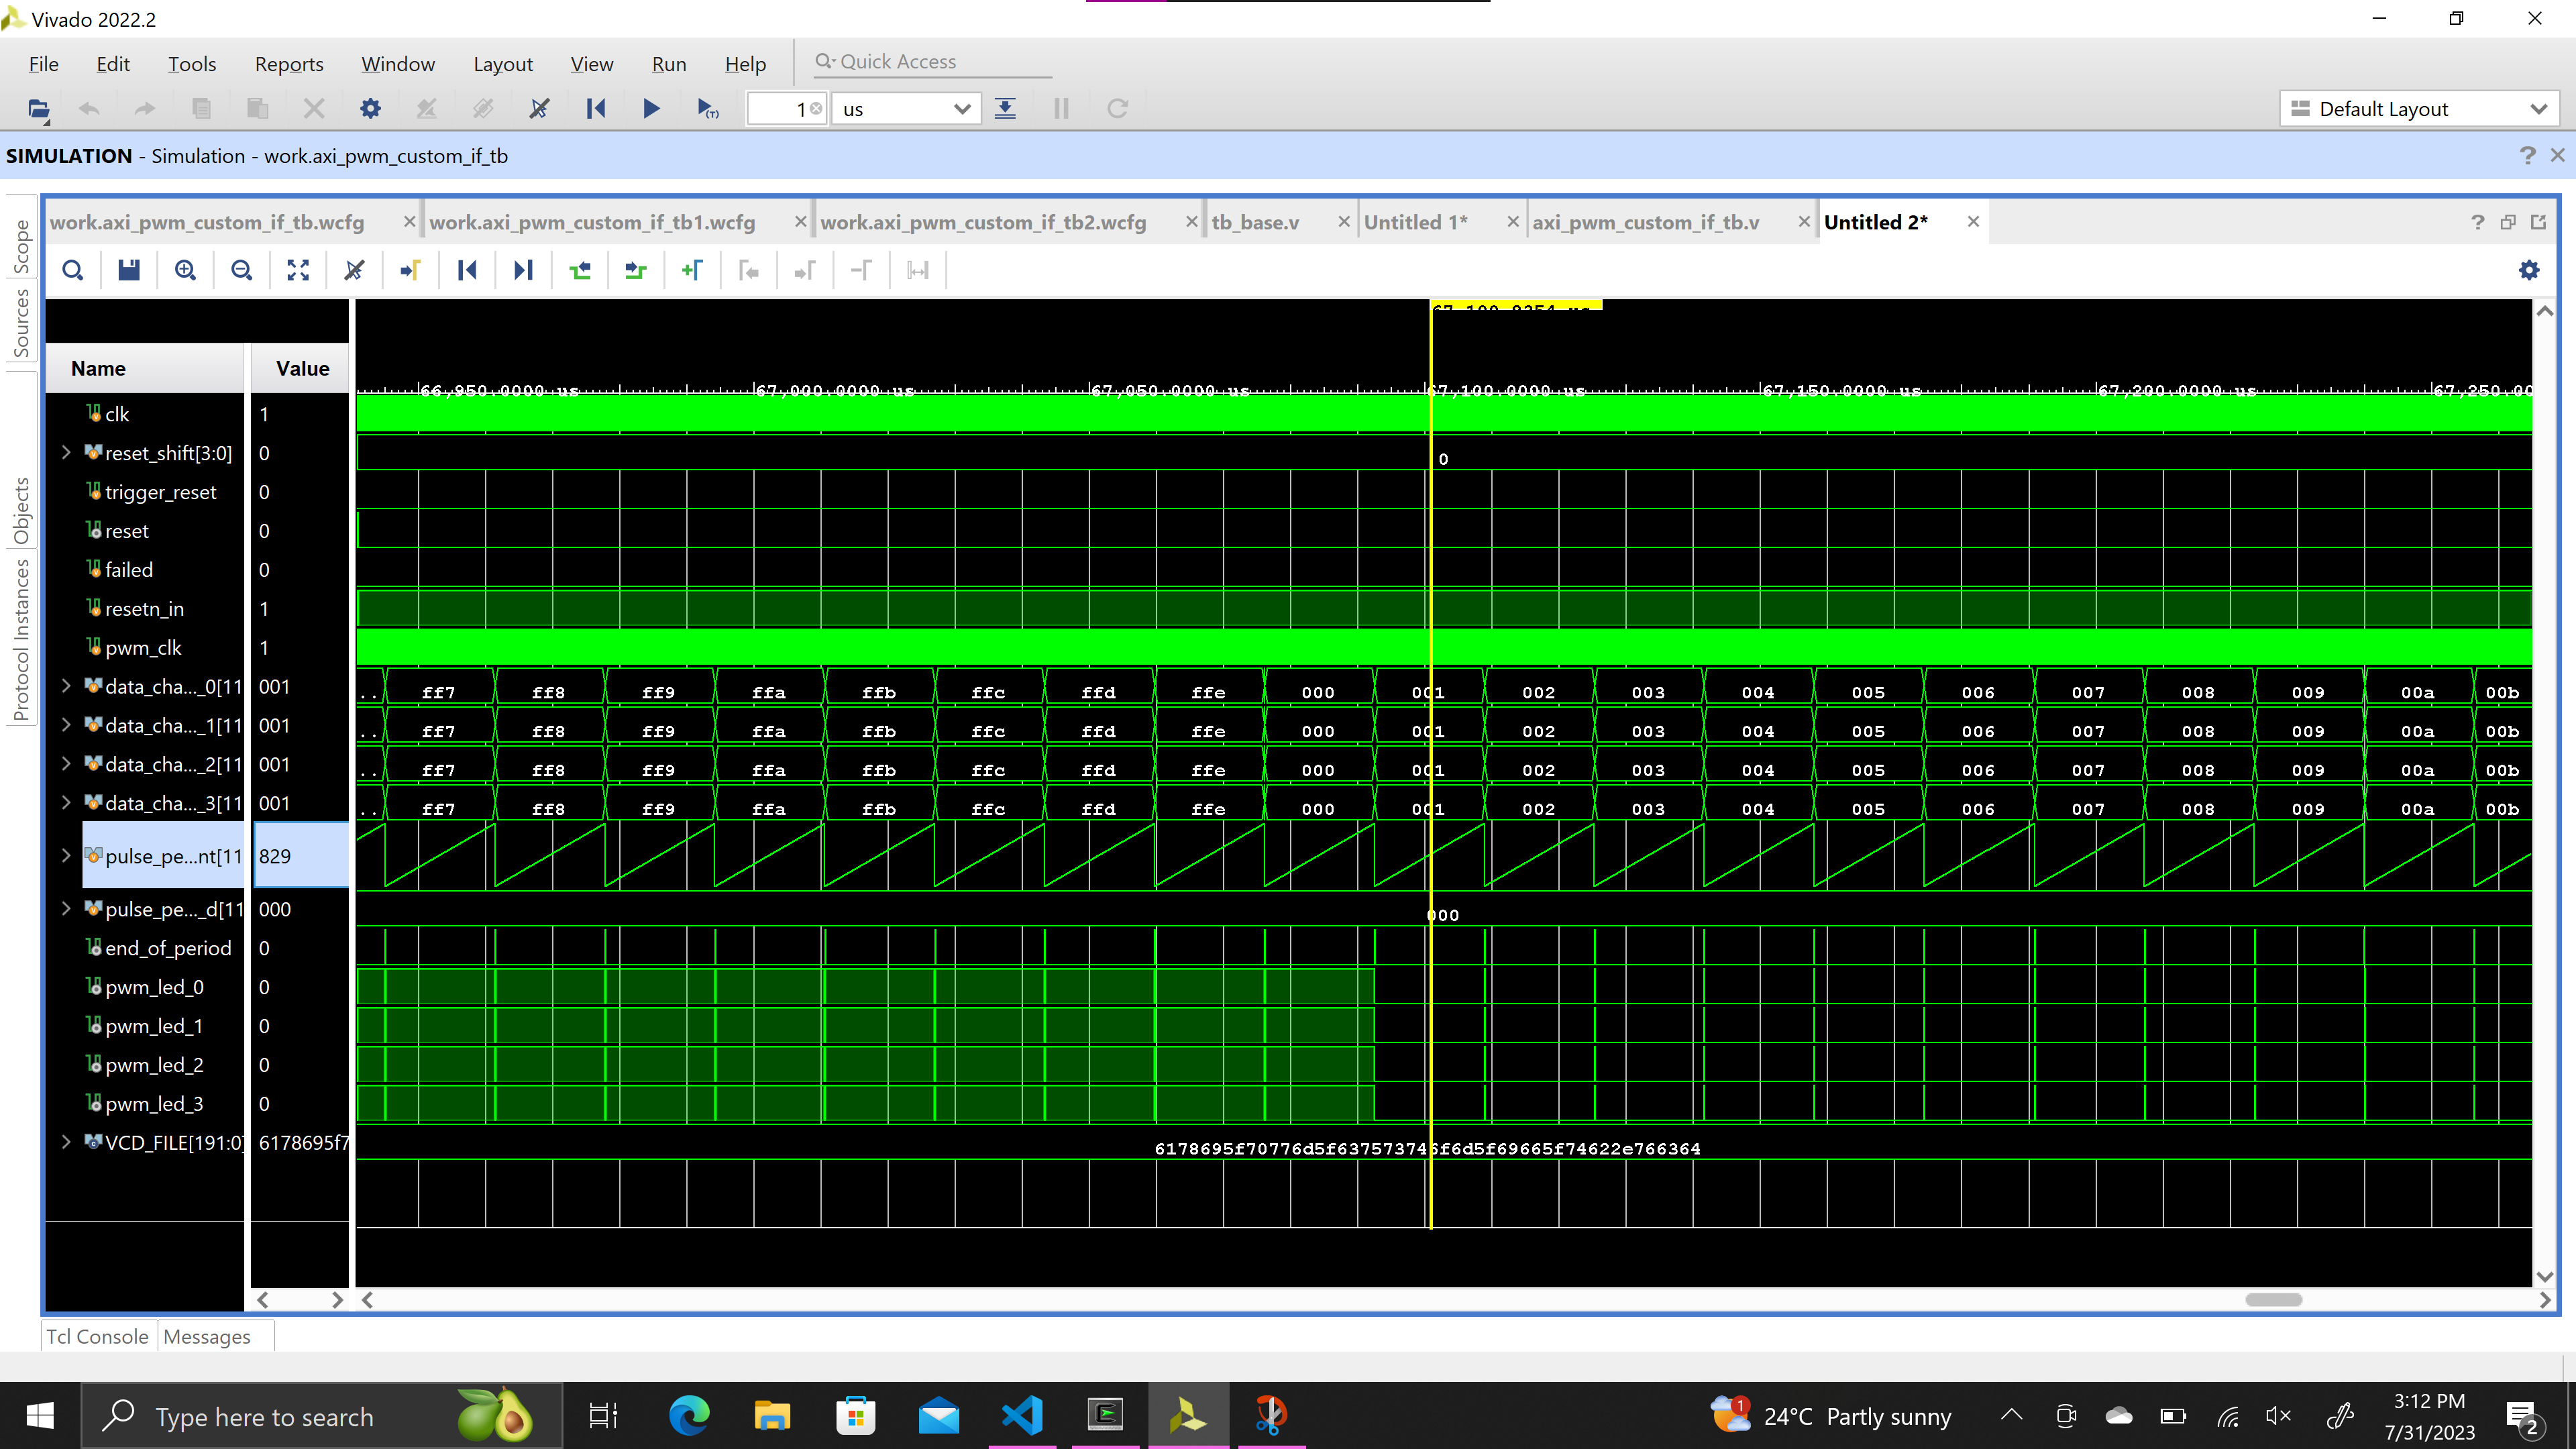 Vivado 2022.2
File Edit Tools Reports Window Layout View Run Help Quick Access
1 us Default Layout
SIMULATION - Simulation - work.axi_pwm_custom_if_tb
work.axi_pwm_custom_if_tb.wcfg work.axi_pwm_custom_if_tb1.wcfg work.axi_pwm_custom_if_tb2.wcfg tb_base.v Untitled 1* axi_pwm_custom_if_tb.v Untitled 2*
Scope
Sources
Objects
Protocol Instances
Name Value
66,950.0000 us 67,000.0000 us 67,050.0000 us 67,100.0000 us 67,150.0000 us 67,200.0000 us 67,250.00
clk 1
reset_shift[3:0] 0 0
trigger_reset 0
reset 0
failed 0
resetn_in 1
pwm_clk 1
data_cha..._0[11 001 .. ff7 ff8 ff9 ffa ffb ffc ffd ffe 000 001 002 003 004 005 006 007 008 009 00a 00b
data_cha..._1[11 001 .. ff7 ff8 ff9 ffa ffb ffc ffd ffe 000 001 002 003 004 005 006 007 008 009 00a 00b
data_cha..._2[11 001 .. ff7 ff8 ff9 ffa ffb ffc ffd ffe 000 001 002 003 004 005 006 007 008 009 00a 00b
data_cha..._3[11 001 .. ff7 ff8 ff9 ffa ffb ffc ffd ffe 000 001 002 003 004 005 006 007 008 009 00a 00b
pulse_pe...nt[11 829
pulse_pe..._d[11 000 000
end_of_period 0
pwm_led_0 0
pwm_led_1 0
pwm_led_2 0
pwm_led_3 0
VCD_FILE[191:0] 6178695f7 6178695f70776d5f637573746f6d5f69665f74622e766364
Tcl Console Messages
Type here to search
1 24°C Partly sunny
3:12 PM
7/31/2023
2